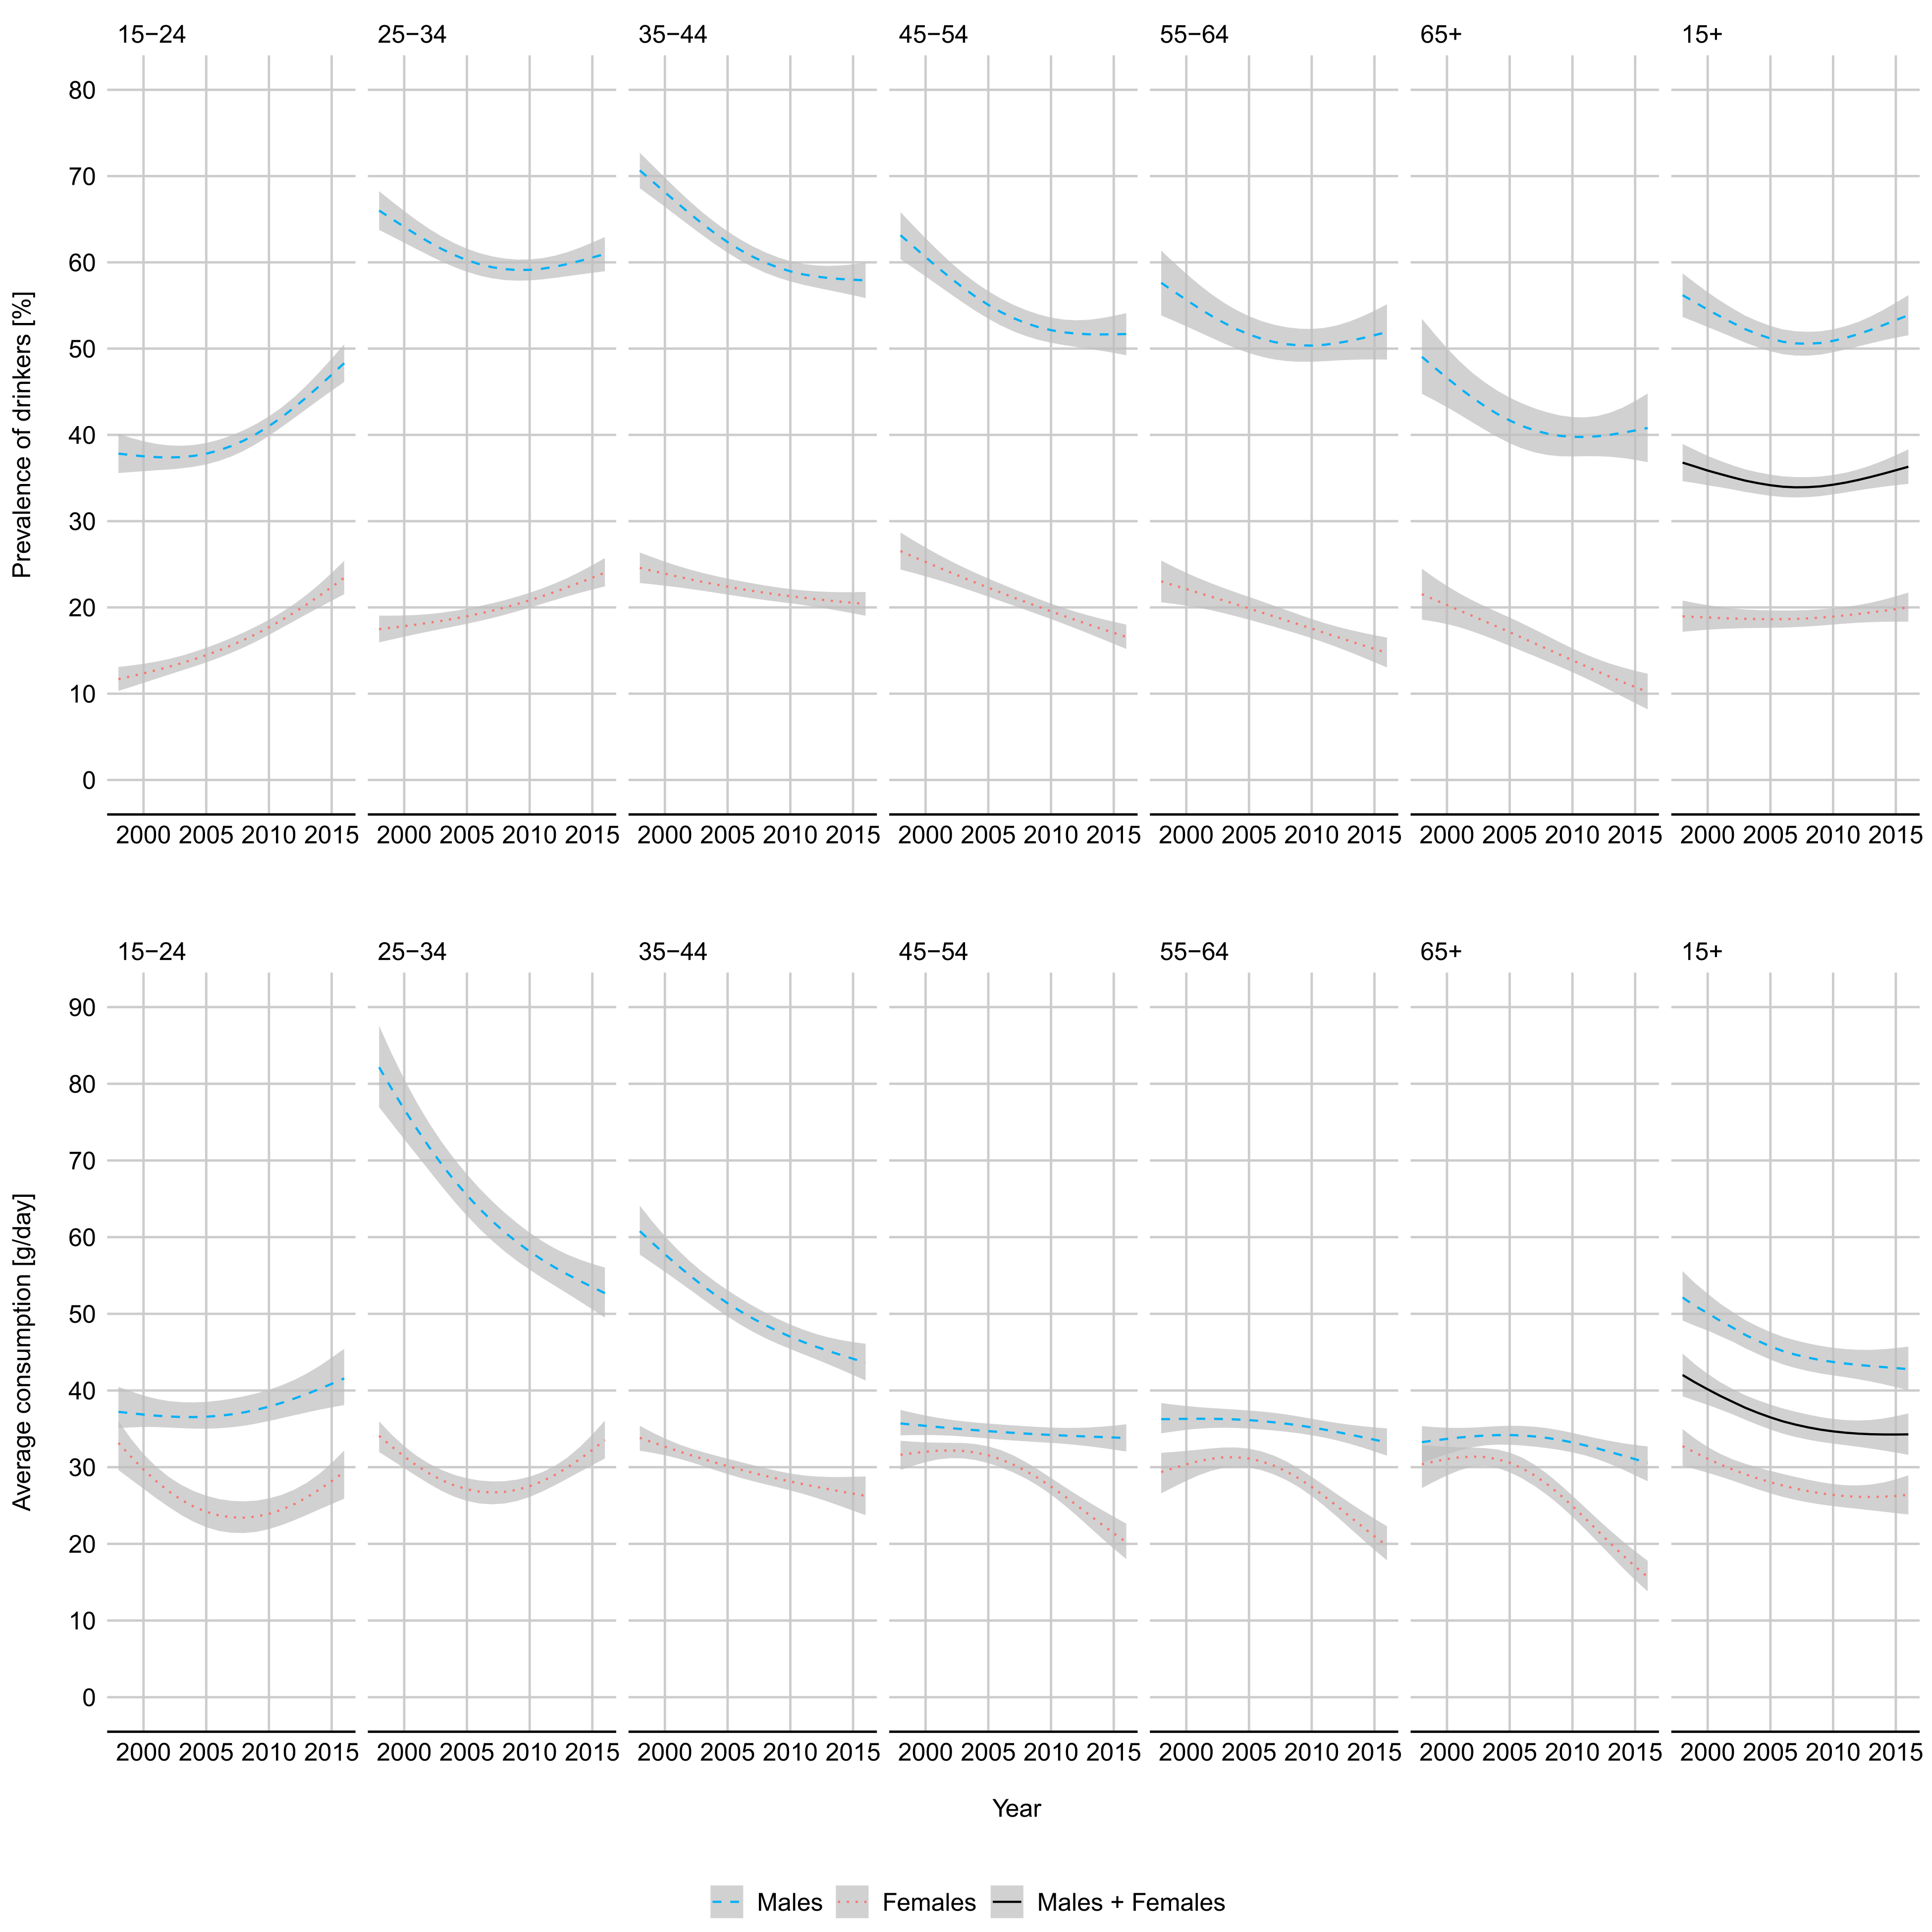 15−24 25−34 35−44 45−54 55−64 65+ 15+
Prevalence of drinkers [%]
80
70
60
50
40
30
20
10
0
2000 2005 2010 2015 2000 2005 2010 2015 2000 2005 2010 2015 2000 2005 2010 2015 2000 2005 2010 2015 2000 2005 2010 2015 2000 2005 2010 2015
15−24 25−34 35−44 45−54 55−64 65+ 15+
Average consumption [g/day]
90
80
70
60
50
40
30
20
10
0
2000 2005 2010 2015 2000 2005 2010 2015 2000 2005 2010 2015 2000 2005 2010 2015 2000 2005 2010 2015 2000 2005 2010 2015 2000 2005 2010 2015
Year
Males Females Males + Females